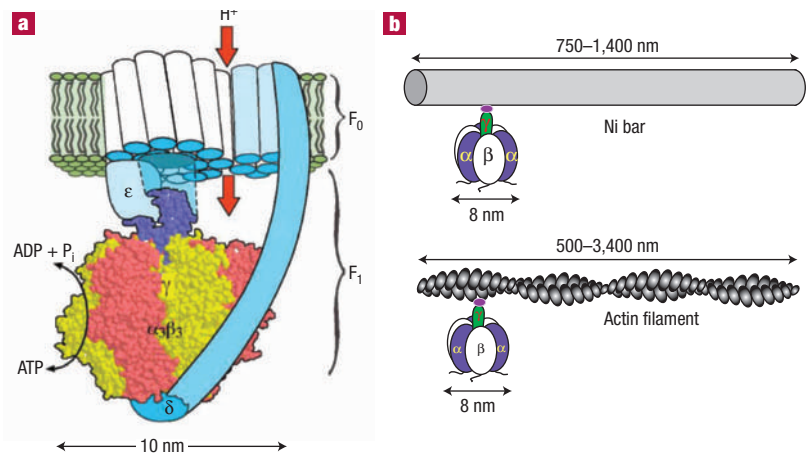 a
H⁺
F₀
ε
ADP + Pᵢ
γ
F₁
α₃β₃
ATP
δ
10 nm
b
750–1,400 nm
Ni bar
γ
α β α
8 nm
500–3,400 nm
Actin filament
γ
α β α
8 nm